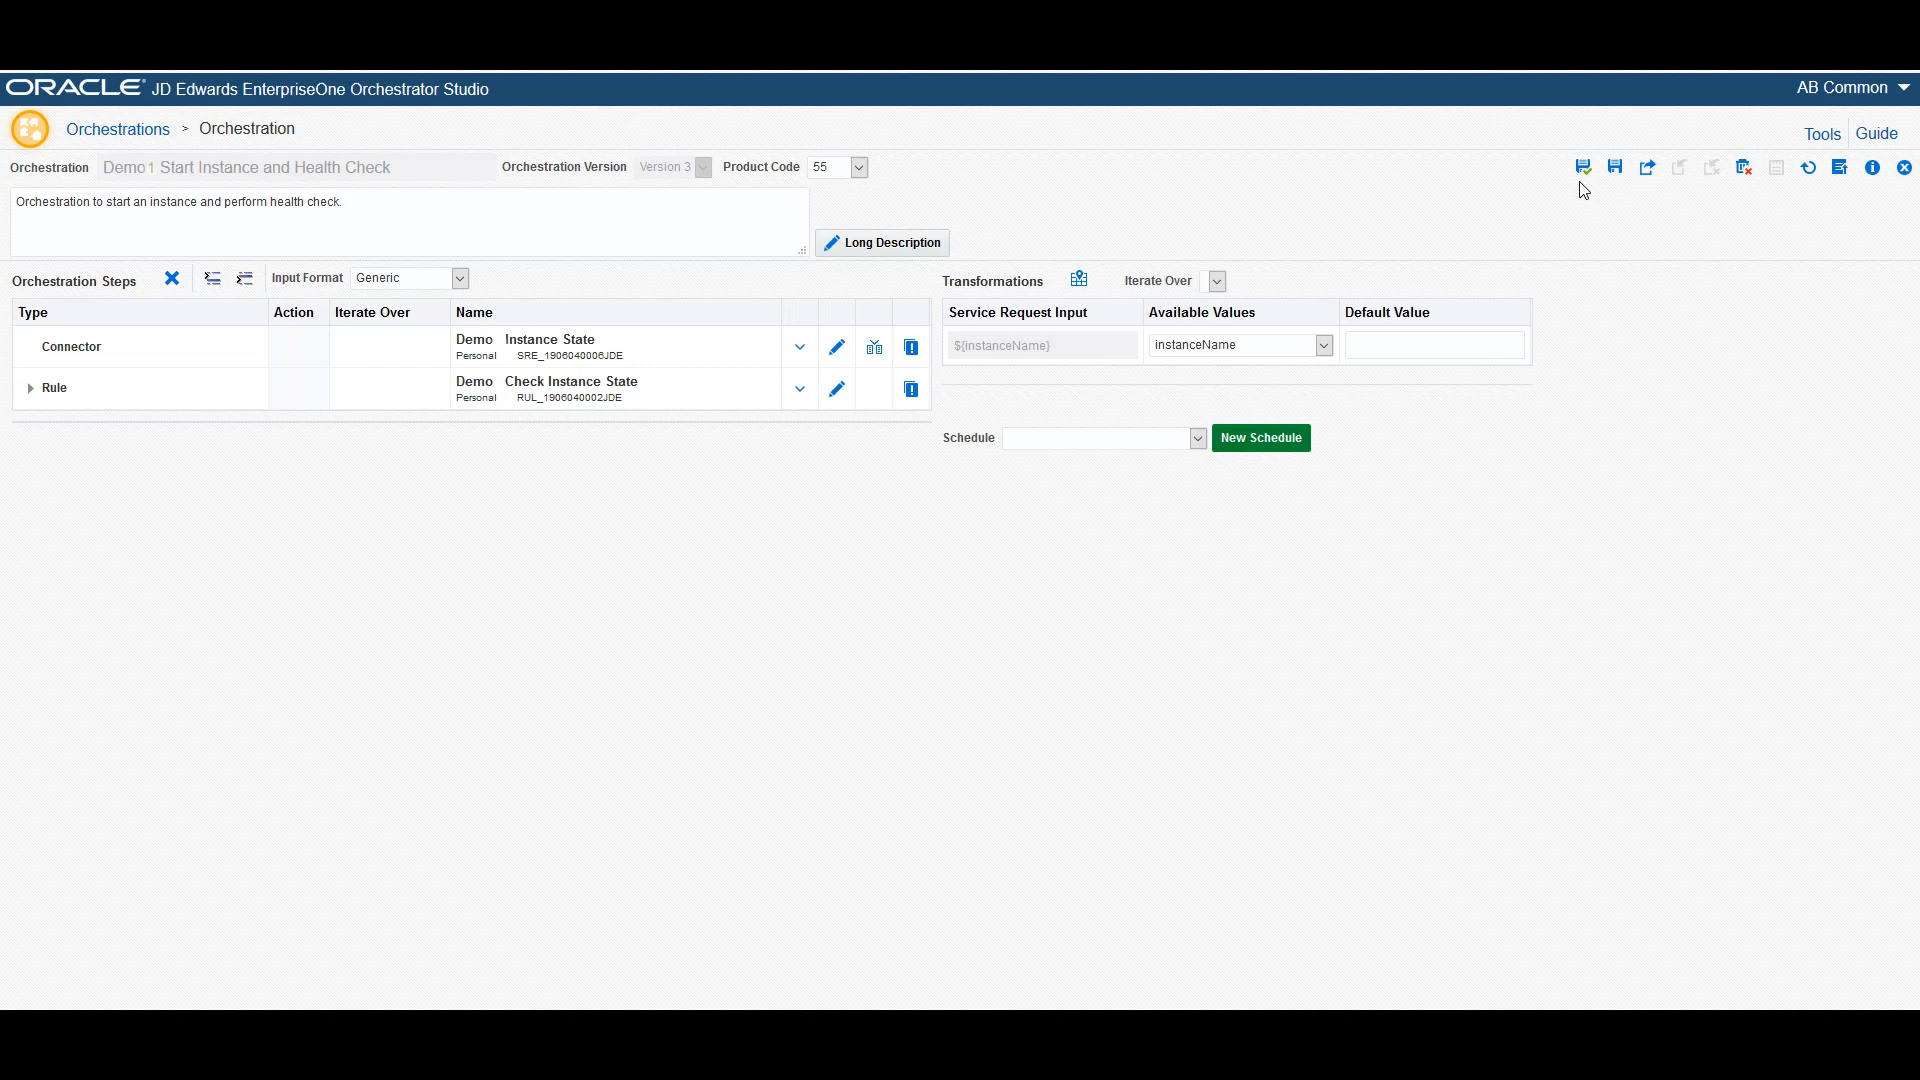 ORACLE JD Edwards EnterpriseOne Orchestrator Studio
AB Common
Orchestrations > Orchestration
Tools Guide
Orchestration Demo1 Start Instance and Health Check Orchestration Version Version 3 Product Code 55
Orchestration to start an instance and perform health check.
Long Description
Orchestration Steps Input Format Generic
Transformations Iterate Over
Type Action Iterate Over Name
Service Request Input Available Values Default Value
Connector Demo Instance State
Personal SRE_1906040006JDE
${instanceName} instanceName
Rule Demo Check Instance State
Personal RUL_1906040002JDE
Schedule New Schedule